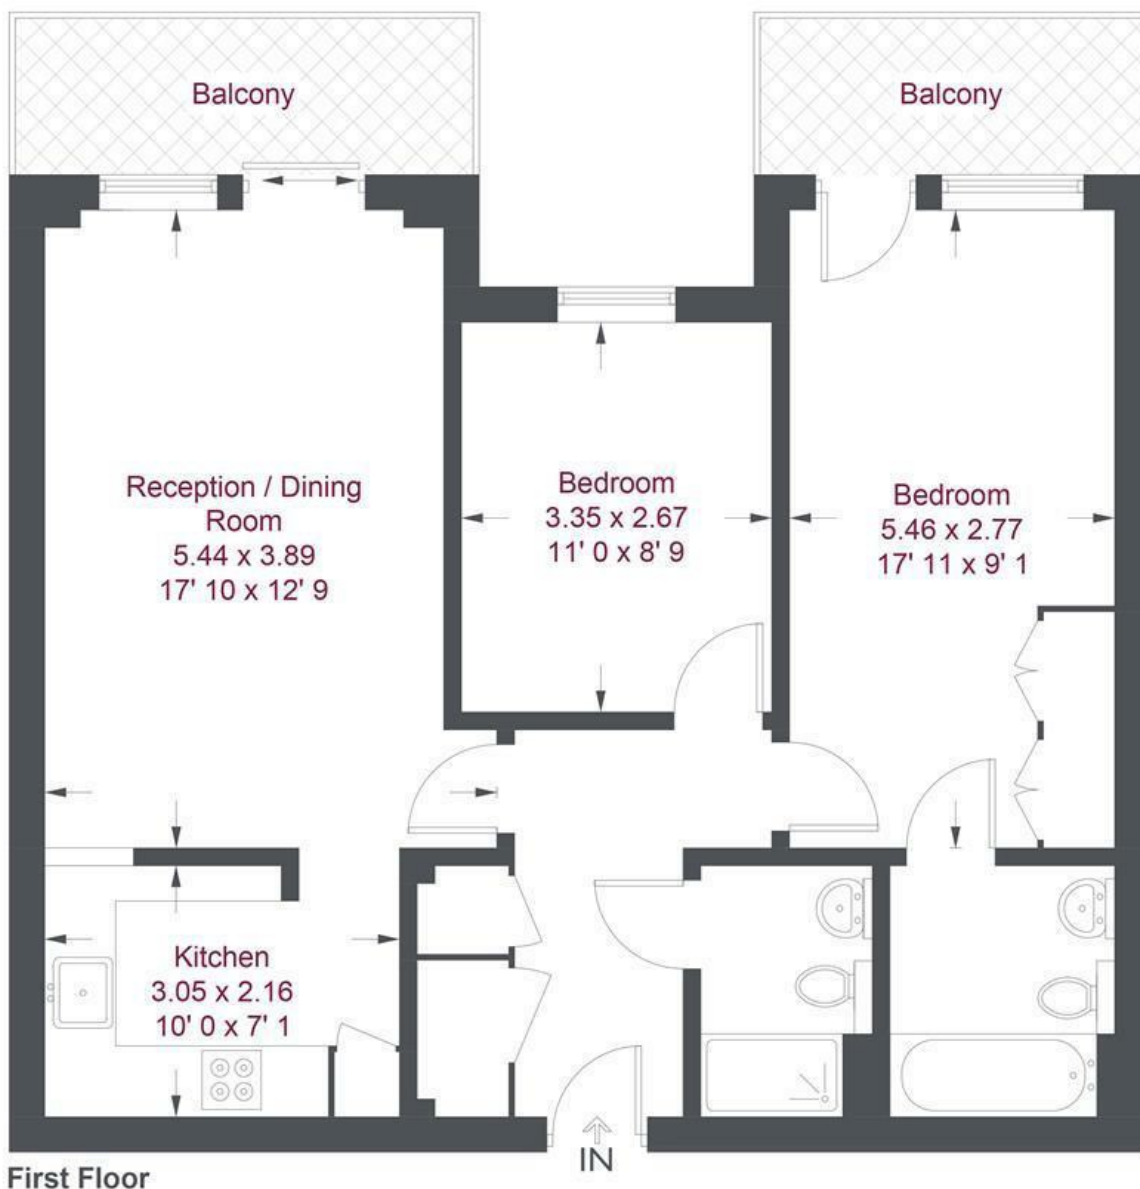 Balcony
Balcony
Reception / Dining
Room
5.44 x 3.89
17' 10 x 12' 9
Bedroom
3.35 x 2.67
11' 0 x 8' 9
Bedroom
5.46 x 2.77
17' 11 x 9' 1
Kitchen
3.05 x 2.16
10' 0 x 7' 1
IN
First Floor